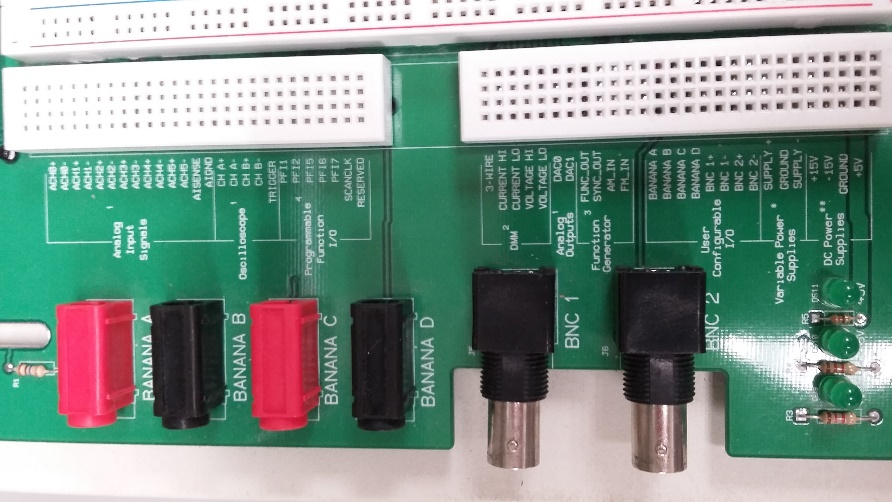 ACH0+
ACH0-
ACH1+
ACH1-
ACH2+
ACH2-
ACH3+
ACH3-
ACH4+
ACH4-
ACH5+
ACH5-
AISENSE
AIGND
CH A+
CH A-
CH B+
CH B-
TRIGGER
PFI1
PFI2
PFI5
PFI6
PFI7
SCANCLK
RESERVED
Analog
Input
Signals
1
Oscilloscope
1
Programmable
Function
I/O
4
3-WIRE
CURRENT HI
CURRENT LO
VOLTAGE HI
VOLTAGE LO
DAC0
DAC1
FUNC_OUT
SYNC_OUT
AM_IN
FM_IN
BANANA A
BANANA B
BANANA C
BANANA D
BNC 1+
BNC 1-
BNC 2+
BNC 2-
SUPPLY +
GROUND
SUPPLY -
+15V
-15V
GROUND
+5V
DMM 2
Analog 1
Outputs
Function 3
Generator
User
Configurable
I/O
Variable Power *
Supplies
DC Power **
Supplies
BANANA A
BANANA B
BANANA C
BANANA D
BNC 1
BNC 2
R1
J6
R5
R3
+5V